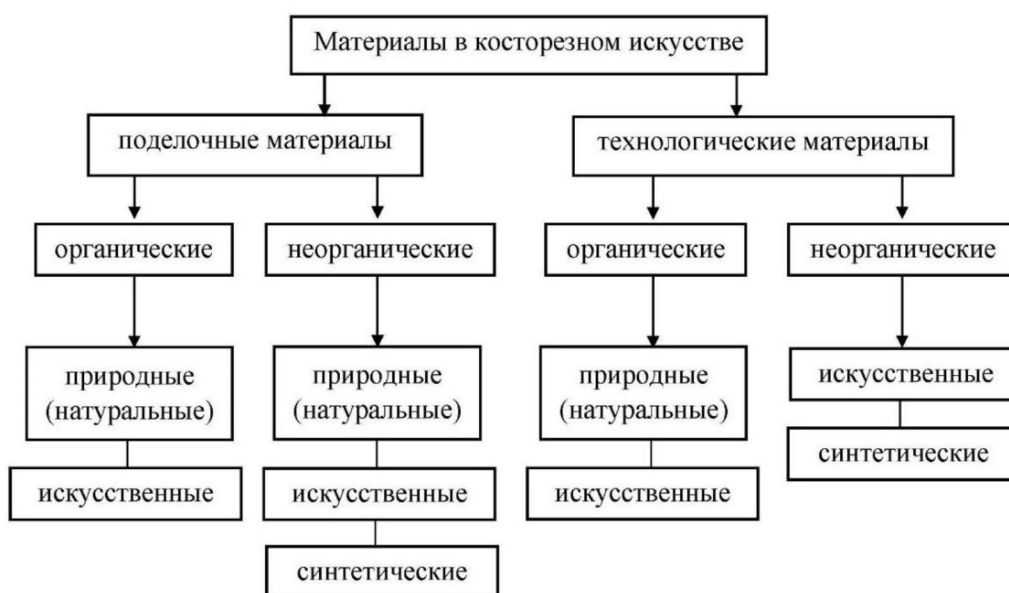 Материалы в косторезном искусстве
поделочные материалы
технологические материалы
органические
неорганические
органические
неорганические
природные
(натуральные)
природные
(натуральные)
природные
(натуральные)
искусственные
искусственные
искусственные
искусственные
синтетические
синтетические